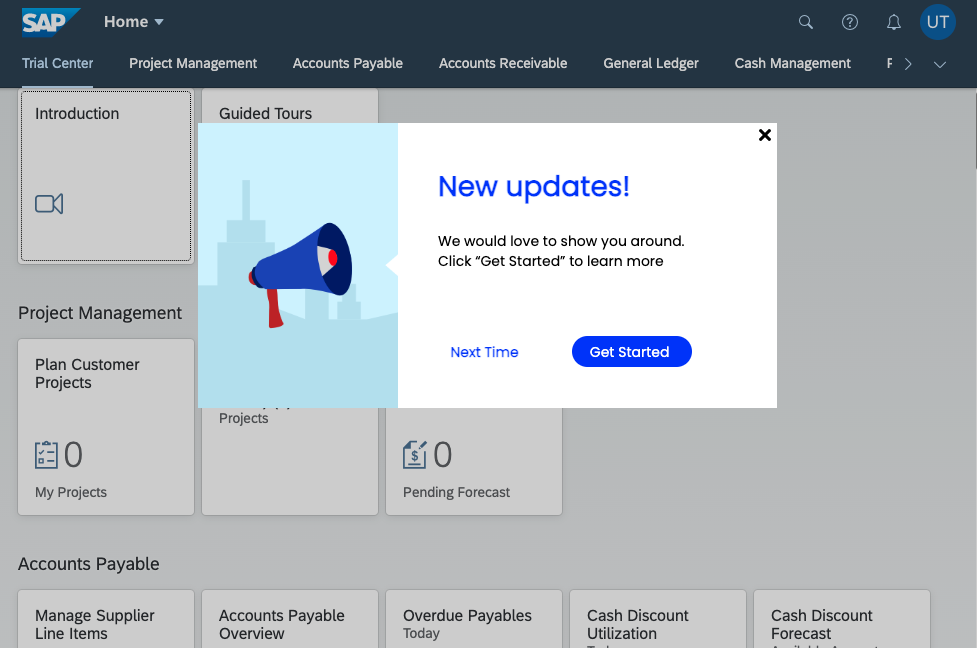 SAP Home
UT
Trial Center Project Management Accounts Payable Accounts Receivable General Ledger Cash Management
Introduction
Guided Tours
New updates!
We would love to show you around.
Click “Get Started” to learn more
Next Time Get Started
Project Management
Plan Customer
Projects
0
My Projects
Projects
0
Pending Forecast
Accounts Payable
Manage Supplier
Line Items
Accounts Payable
Overview
Overdue Payables
Today
Cash Discount
Utilization
Cash Discount
Forecast